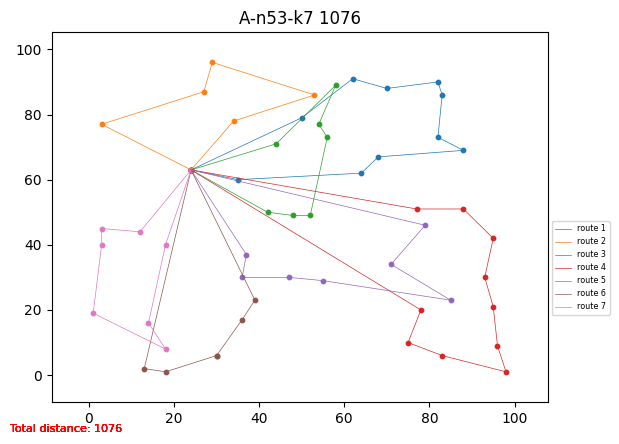 A-n53-k7 1076
100
80
60
40
20
0
0 20 40 60 80 100
route 1
route 2
route 3
route 4
route 5
route 6
route 7
Total distance: 1076